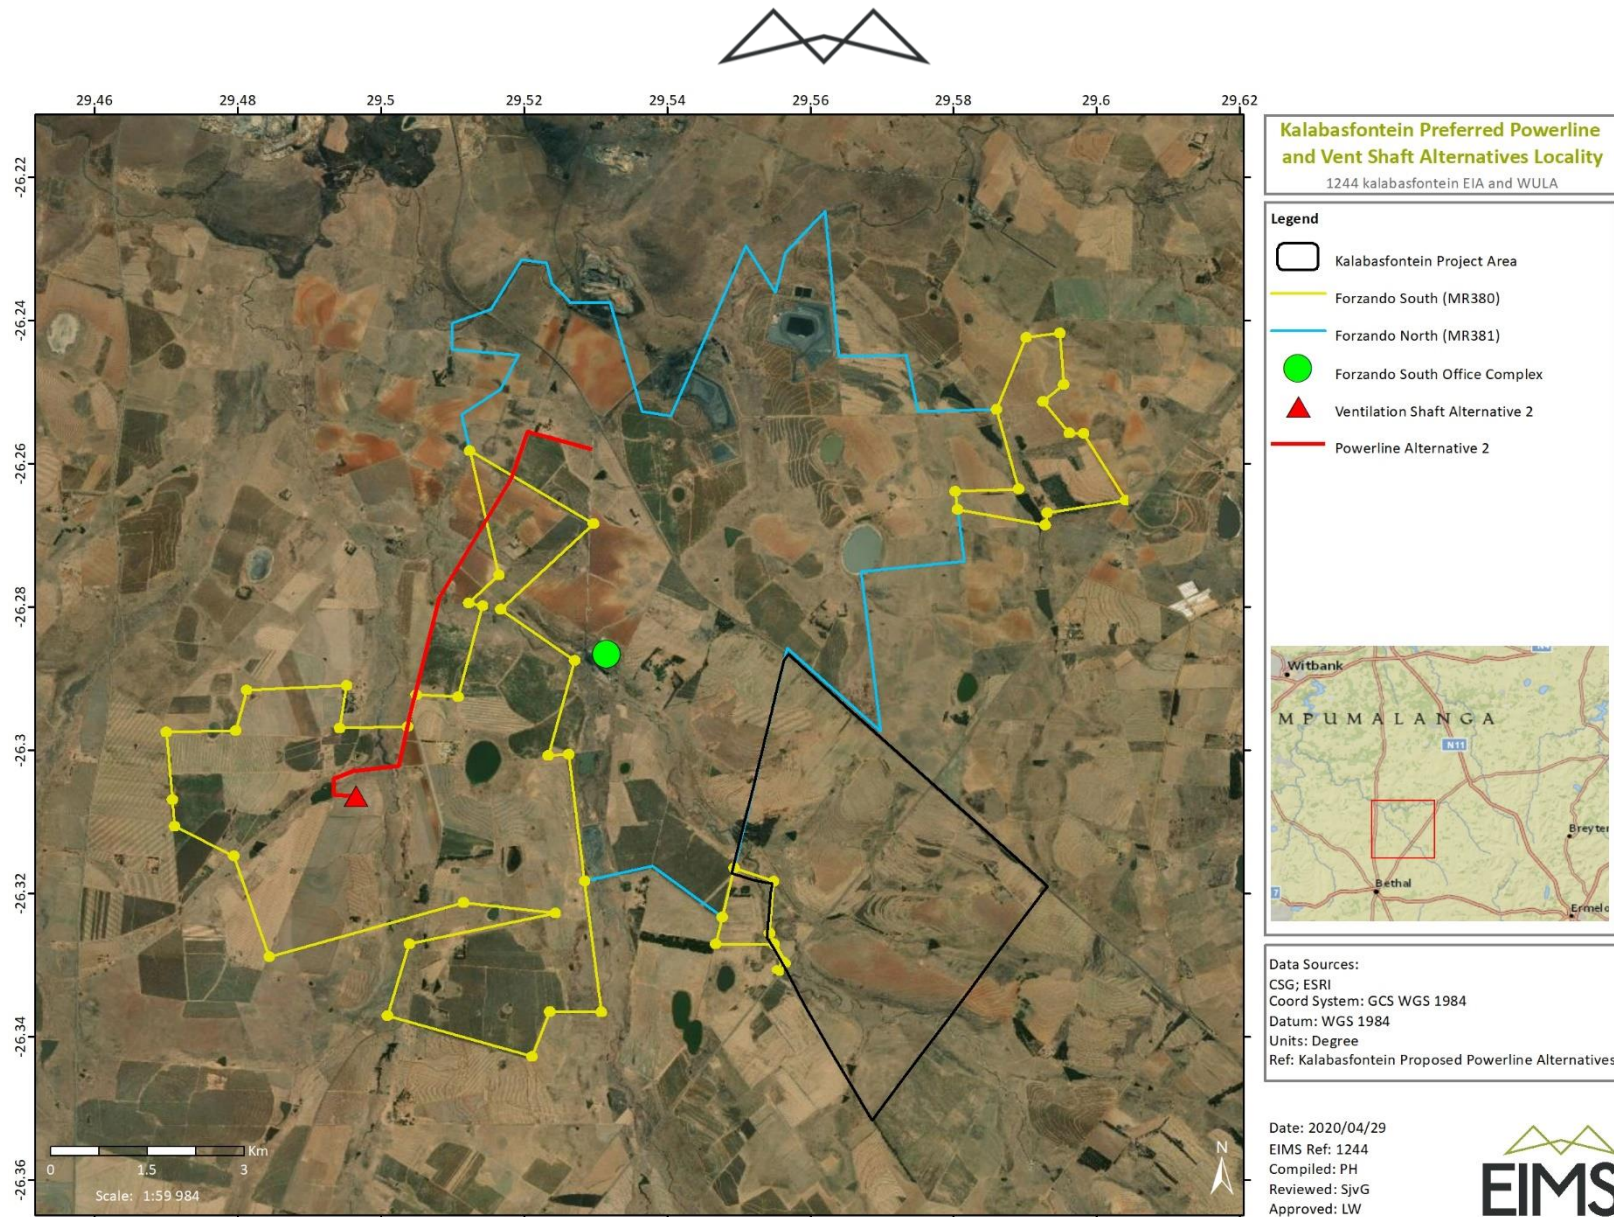 29.46 29.48 29.5 29.52 29.54 29.56 29.58 29.6 29.62
-26.22
-26.24
-26.26
-26.28
-26.3
-26.32
-26.34
-26.36
Km
0 1.5 3
Scale: 1:59 984
N
Kalabasfontein Preferred Powerline
and Vent Shaft Alternatives Locality
1244 kalabasfontein EIA and WULA
Legend
Kalabasfontein Project Area
Forzando South (MR380)
Forzando North (MR381)
Forzando South Office Complex
Ventilation Shaft Alternative 2
Powerline Alternative 2
N4
Witbank
MPUMALANGA
N11
Breyten
Bethal
Ermelo
Data Sources:
CSG; ESRI
Coord System: GCS WGS 1984
Datum: WGS 1984
Units: Degree
Ref: Kalabasfontein Proposed Powerline Alternatives
Date: 2020/04/29
EIMS Ref: 1244
Compiled: PH
Reviewed: SjvG
Approved: LW
EIMS